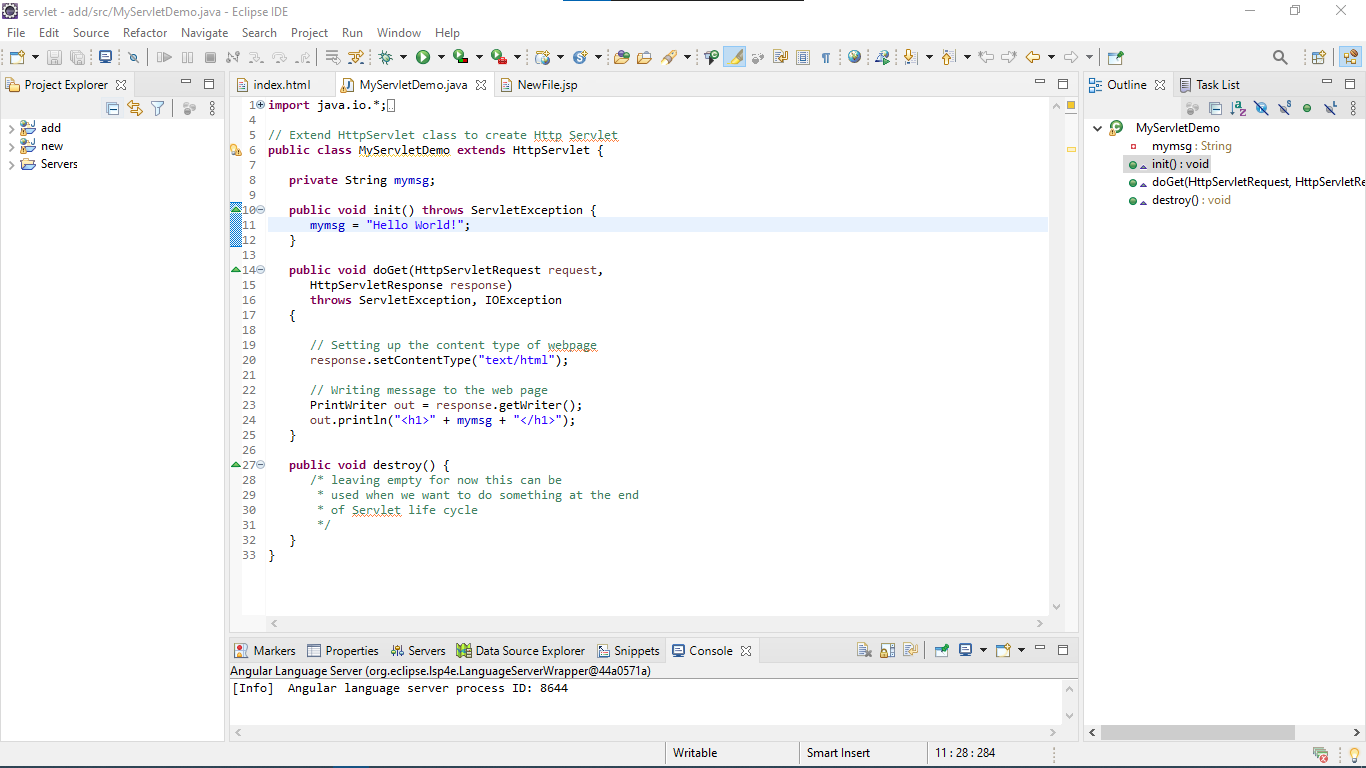 servlet - add/src/MyServletDemo.java - Eclipse IDE
File Edit Source Refactor Navigate Search Project Run Window Help
Project Explorer
add
new
Servers
index.html MyServletDemo.java NewFile.jsp
1 import java.io.*;
4
5 // Extend HttpServlet class to create Http Servlet
6 public class MyServletDemo extends HttpServlet {
7
8 private String mymsg;
9
10 public void init() throws ServletException {
11 mymsg = "Hello World!";
12 }
13
14 public void doGet(HttpServletRequest request,
15 HttpServletResponse response)
16 throws ServletException, IOException
17 {
18
19 // Setting up the content type of webpage
20 response.setContentType("text/html");
21
22 // Writing message to the web page
23 PrintWriter out = response.getWriter();
24 out.println("<h1>" + mymsg + "</h1>");
25 }
26
27 public void destroy() {
28 /* leaving empty for now this can be
29 * used when we want to do something at the end
30 * of Servlet life cycle
31 */
32 }
33 }
Outline Task List
MyServletDemo
mymsg : String
init() : void
doGet(HttpServletRequest, HttpServletRe
destroy() : void
Markers Properties Servers Data Source Explorer Snippets Console
Angular Language Server (org.eclipse.lsp4e.LanguageServerWrapper@44a0571a)
[Info] Angular language server process ID: 8644
Writable Smart Insert 11 : 28 : 284